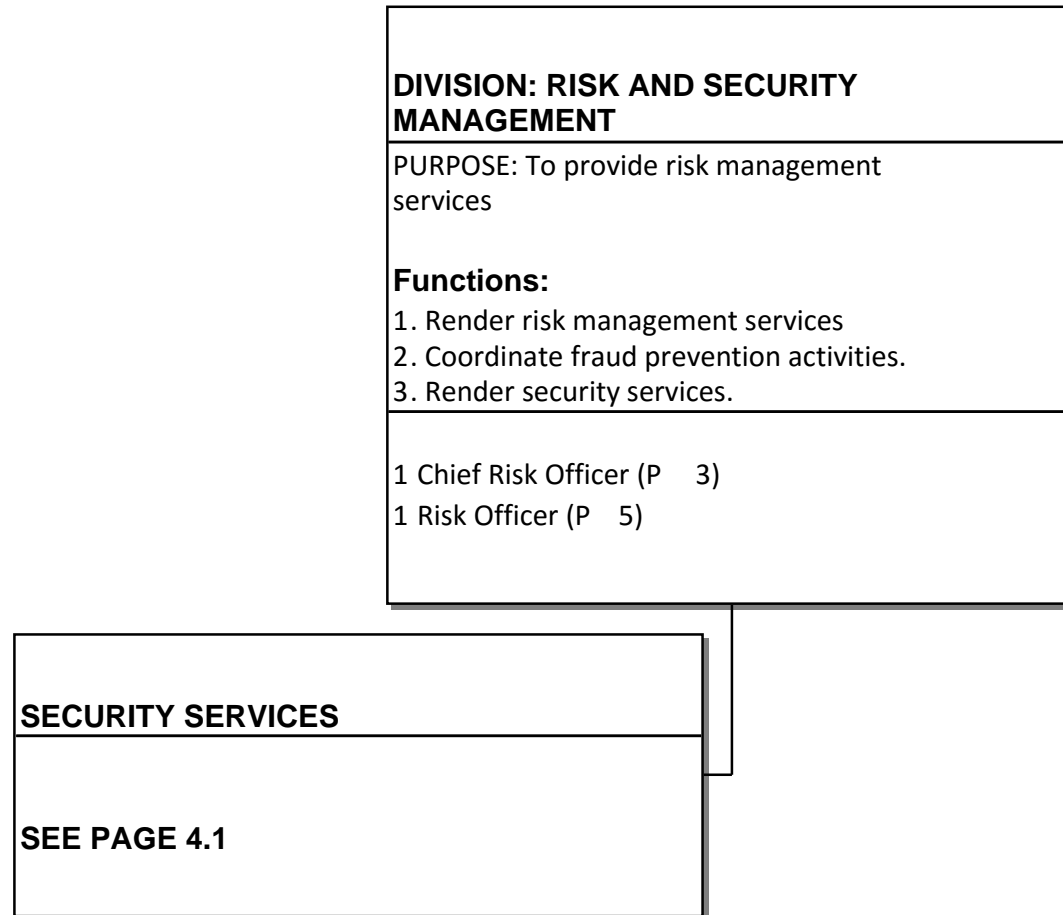 DIVISION: RISK AND SECURITY
MANAGEMENT
PURPOSE: To provide risk management
services
Functions:
1. Render risk management services
2. Coordinate fraud prevention activities.
3. Render security services.
1 Chief Risk Officer (P    3)
1 Risk Officer (P   5)
SECURITY SERVICES
SEE PAGE 4.1